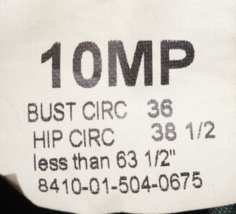 10MP
BUST CIRC 36
HIP CIRC 38 1/2
less than 63 1/2"
8410-01-504-0675